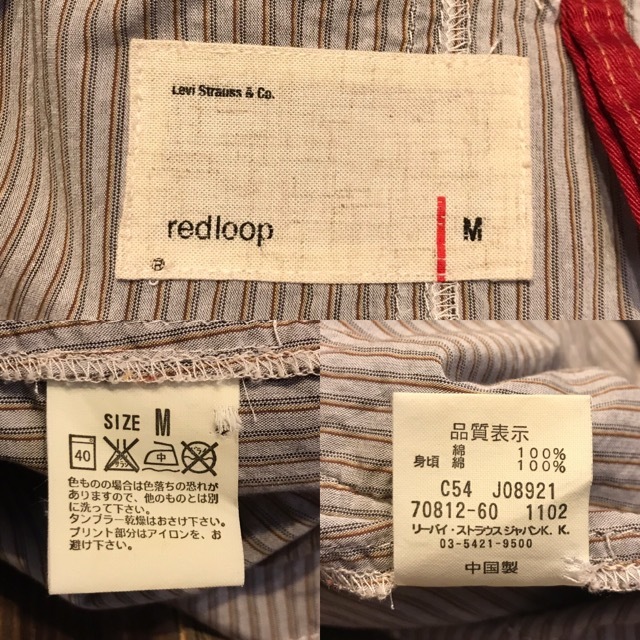 Levi Strauss & Co.
redloop M
®
SIZE M
40 中
色ものの場合は色落ちの恐れが
ありますので、他のものとは別
に洗って下さい。
タンブラー乾燥はおさけ下さい。
プリント部分はアイロンを、お
避け下さい。
品質表示
綿 100%
身頃 綿 100%
C54 J08921
70812-60 1102
リーバイ・ストラウスジャパンK. K.
03-5421-9500
中国製